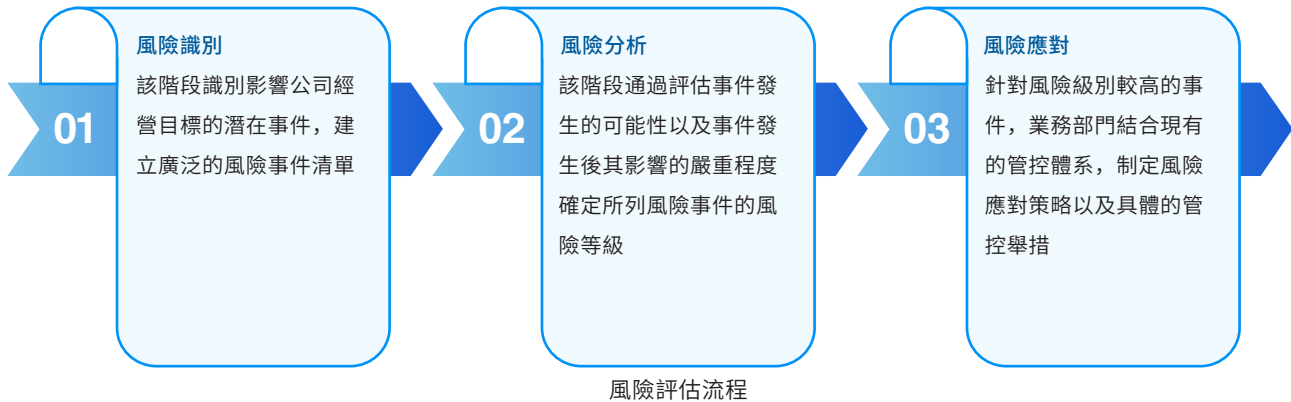 01
風險識別
該階段識別影響公司經
營目標的潛在事件，建
立廣泛的風險事件清單
02
風險分析
該階段通過評估事件發
生的可能性以及事件發
生後其影響的嚴重程度
確定所列風險事件的風
險等級
03
風險應對
針對風險級別較高的事
件，業務部門結合現有
的管控體系，制定風險
應對策略以及具體的管
控舉措
風險評估流程